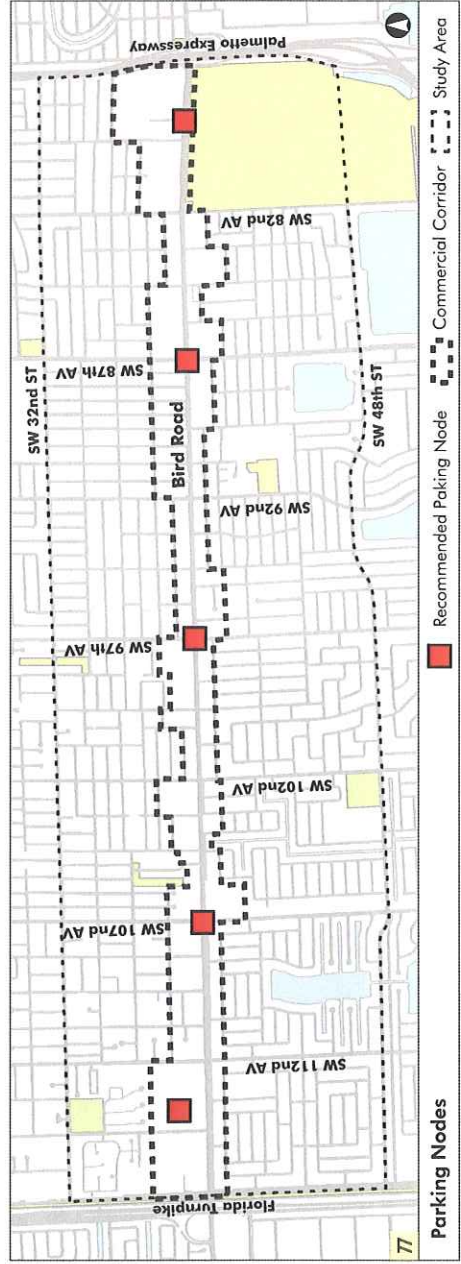 Palmetto Expressway
SW 32nd ST
SW 82nd AV
SW 87th AV
Bird Road
SW 48th ST
SW 92nd AV
SW 97th AV
SW 102nd AV
SW 107nd AV
SW 112nd AV
Florida Turnpike
77
Parking Nodes
Recommended Paking Node
Commercial Corridor
Study Area